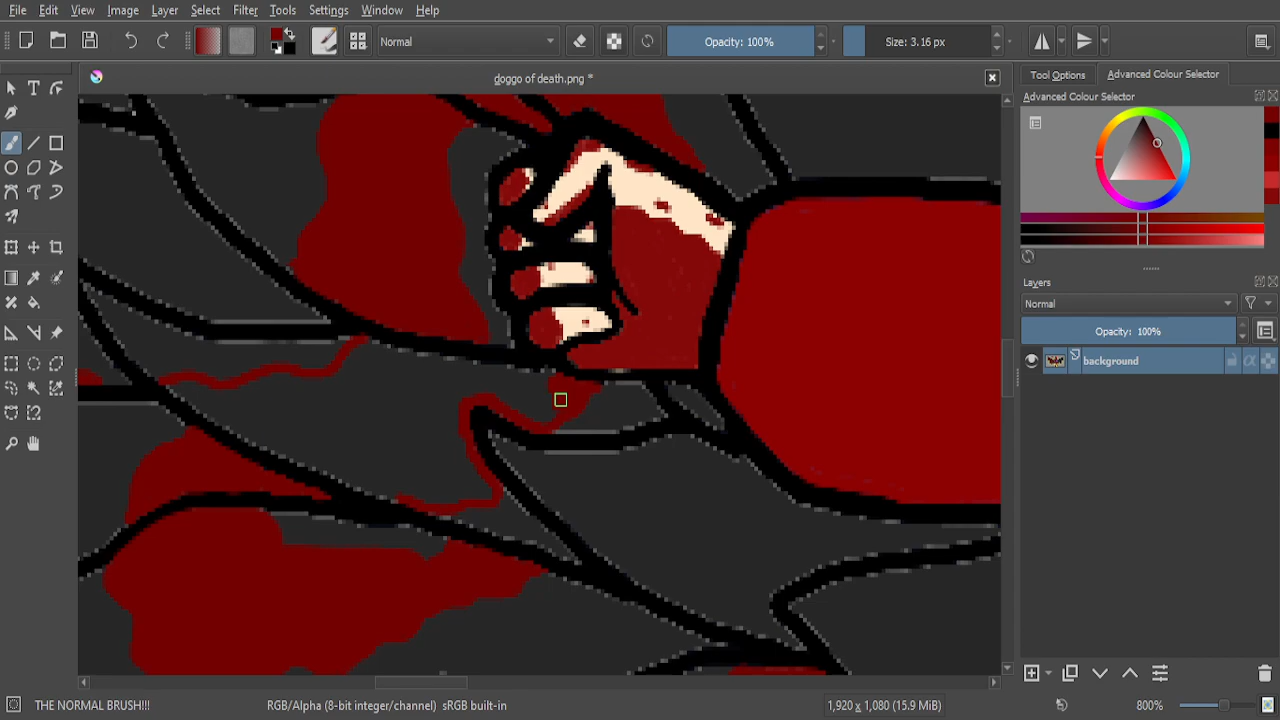 File Edit View Image Layer Select Filter Tools Settings Window Help
Normal Opacity: 100% Size: 3.16 px
doggo of death.png *
Tool Options Advanced Colour Selector
Advanced Colour Selector
Layers
Normal
Opacity: 100%
background
THE NORMAL BRUSH!!! RGB/Alpha (8-bit integer/channel) sRGB built-in 1,920 x 1,080 (15.9 MiB) 800%